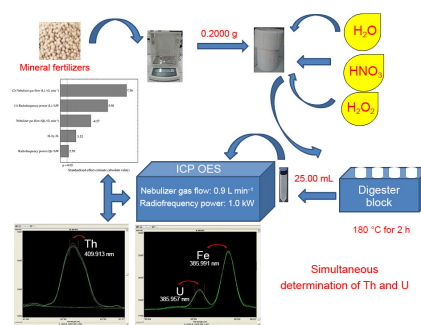 0.2000 g
H₂O
HNO₃
H₂O₂
Mineral fertilizers
ICP OES
Nebulizer gas flow: 0.9 L min⁻¹
Radiofrequency power: 1.0 kW
25.00 mL
Digester
block
180 °C for 2 h
Th
409.913 nm
Fe
385.991 nm
U
385.957 nm
Simultaneous
determination of Th and U